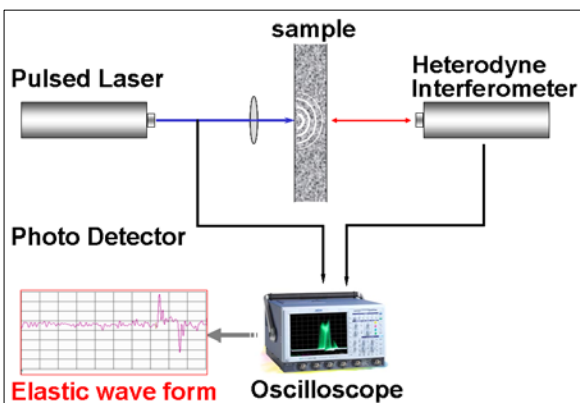 sample
Pulsed Laser
Heterodyne
Interferometer
Photo Detector
Elastic wave form
Oscilloscope